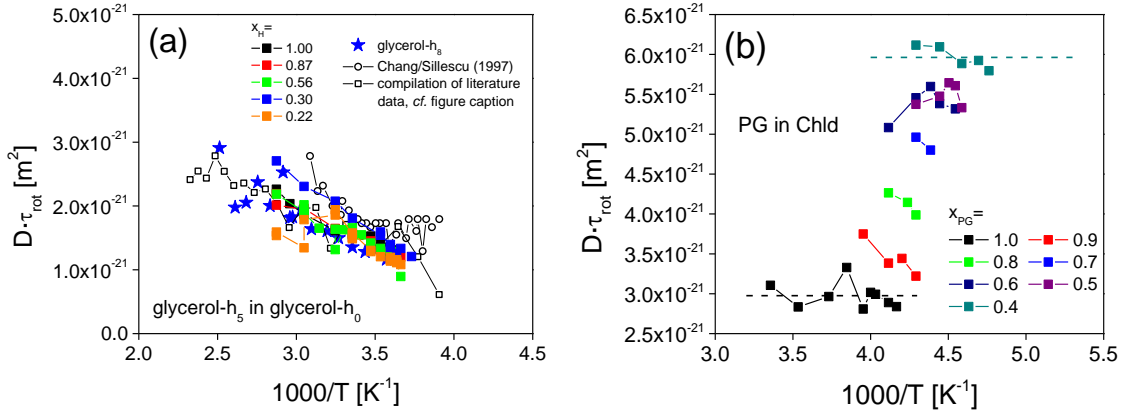 (a)
x_H=
1.00
0.87
0.56
0.30
0.22
glycerol-h₈
Chang/Sillescu (1997)
compilation of literature
data, cf. figure caption
5.0x10⁻²¹
4.0x10⁻²¹
3.0x10⁻²¹
2.0x10⁻²¹
1.0x10⁻²¹
0.0
D·τ_rot [m²]
glycerol-h₅ in glycerol-h₀
2.0 2.5 3.0 3.5 4.0 4.5
1000/T [K⁻¹]
(b)
6.5x10⁻²¹
6.0x10⁻²¹
5.5x10⁻²¹
5.0x10⁻²¹
4.5x10⁻²¹
4.0x10⁻²¹
3.5x10⁻²¹
3.0x10⁻²¹
2.5x10⁻²¹
D·τ_rot [m²]
PG in Chld
x_PG=
1.0 0.9
0.8 0.7
0.6 0.5
0.4
3.0 3.5 4.0 4.5 5.0 5.5
1000/T [K⁻¹]